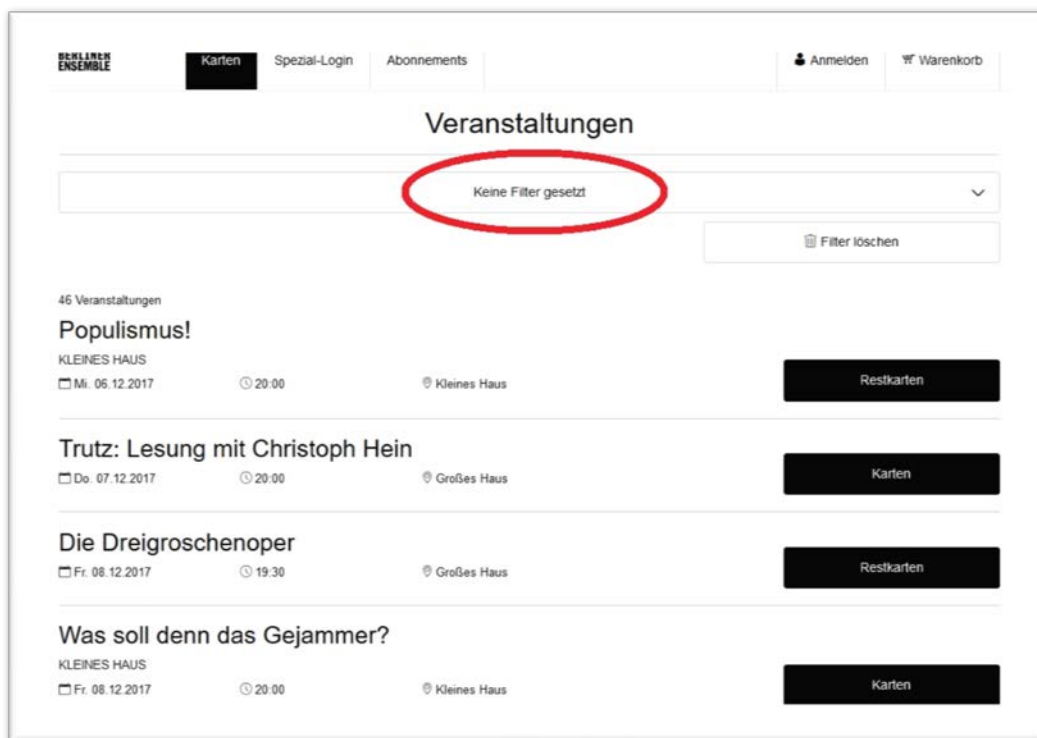 BERLINER
ENSEMBLE
Karten Spezial-Login Abonnements Anmelden Warenkorb
Veranstaltungen
Keine Filter gesetzt
Filter löschen
46 Veranstaltungen
Populismus!
KLEINES HAUS
Mi. 06.12.2017 20:00 Kleines Haus Restkarten
Trutz: Lesung mit Christoph Hein
Do. 07.12.2017 20:00 Großes Haus Karten
Die Dreigroschenoper
Fr. 08.12.2017 19:30 Großes Haus Restkarten
Was soll denn das Gejammer?
KLEINES HAUS
Fr. 08.12.2017 20:00 Kleines Haus Karten